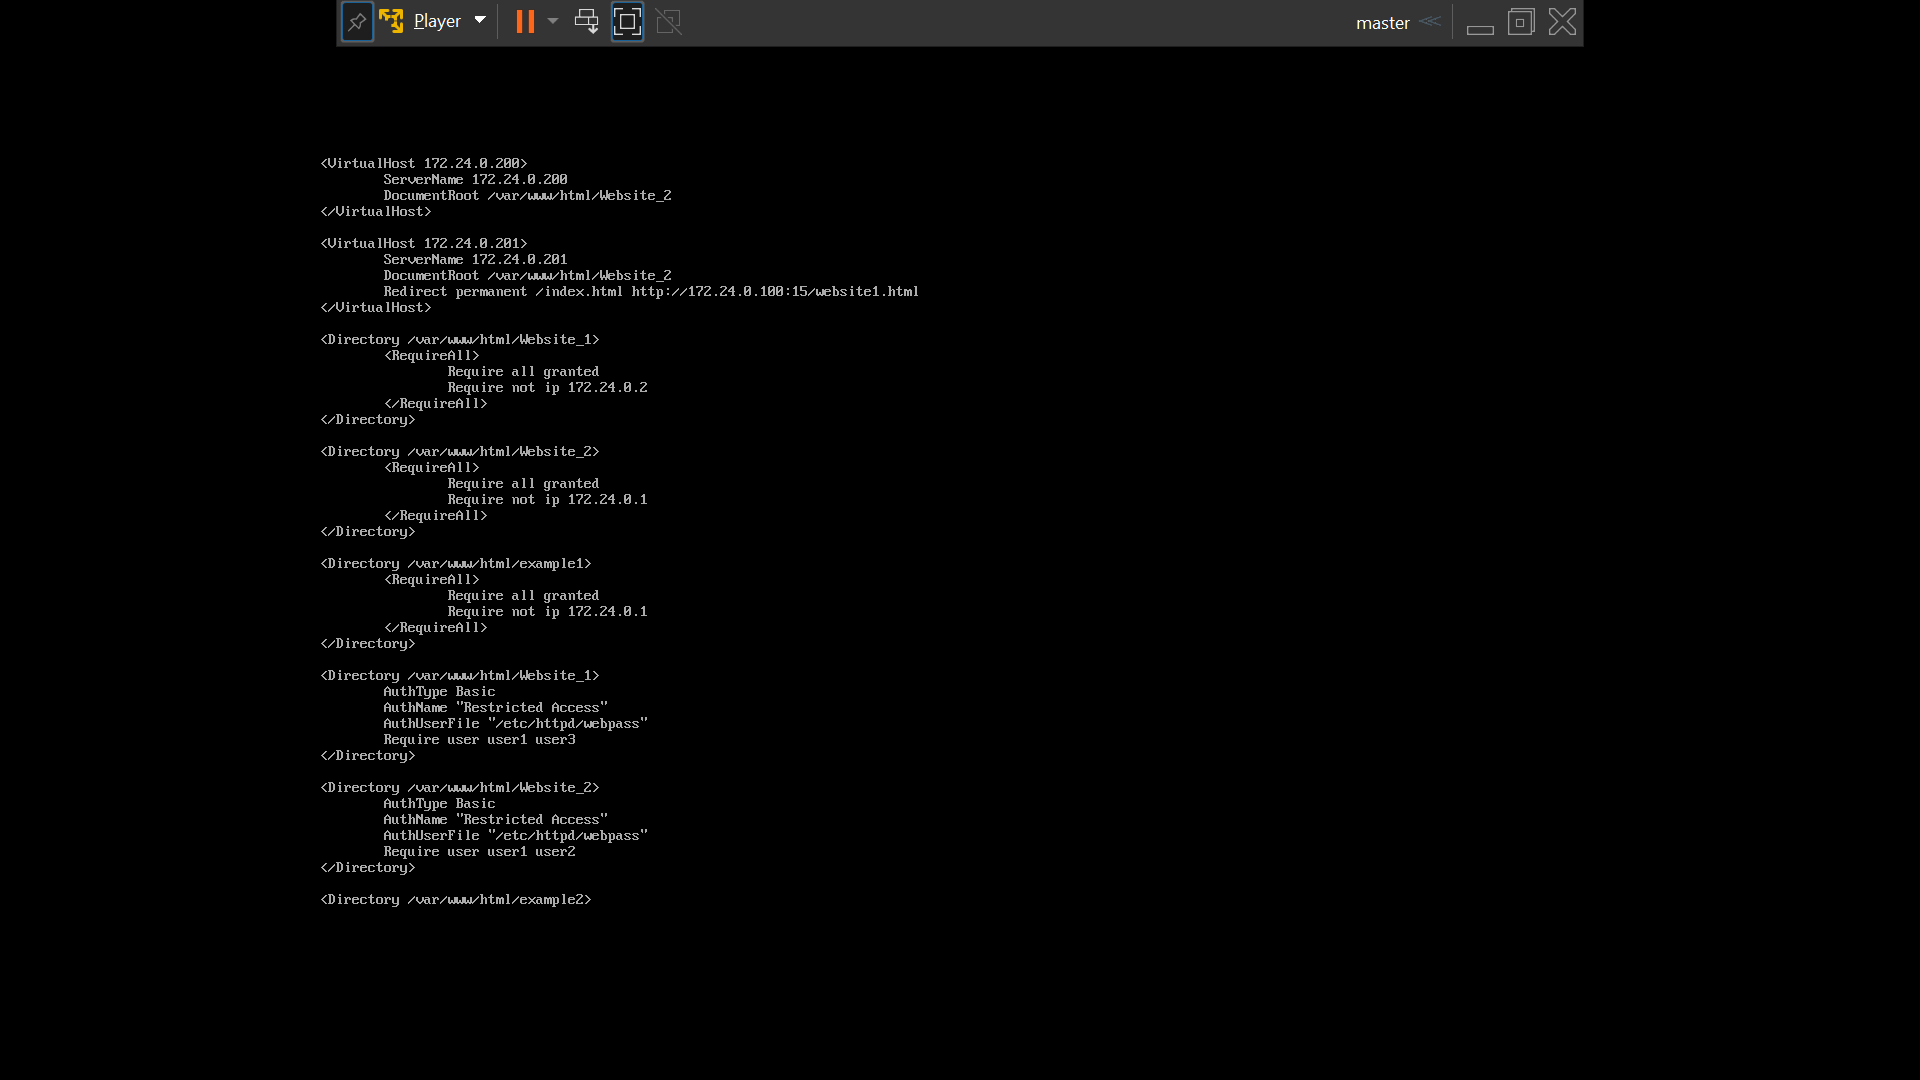 Player
master
<VirtualHost 172.24.0.200>
ServerName 172.24.0.200
DocumentRoot /var/www/html/Website_2
</VirtualHost>
<VirtualHost 172.24.0.201>
ServerName 172.24.0.201
DocumentRoot /var/www/html/Website_2
Redirect permanent /index.html http://172.24.0.100:15/website1.html
</VirtualHost>
<Directory /var/www/html/Website_1>
<RequireAll>
Require all granted
Require not ip 172.24.0.2
</RequireAll>
</Directory>
<Directory /var/www/html/Website_2>
<RequireAll>
Require all granted
Require not ip 172.24.0.1
</RequireAll>
</Directory>
<Directory /var/www/html/example1>
<RequireAll>
Require all granted
Require not ip 172.24.0.1
</RequireAll>
</Directory>
<Directory /var/www/html/Website_1>
AuthType Basic
AuthName "Restricted Access"
AuthUserFile "/etc/httpd/webpass"
Require user user1 user3
</Directory>
<Directory /var/www/html/Website_2>
AuthType Basic
AuthName "Restricted Access"
AuthUserFile "/etc/httpd/webpass"
Require user user1 user2
</Directory>
<Directory /var/www/html/example2>